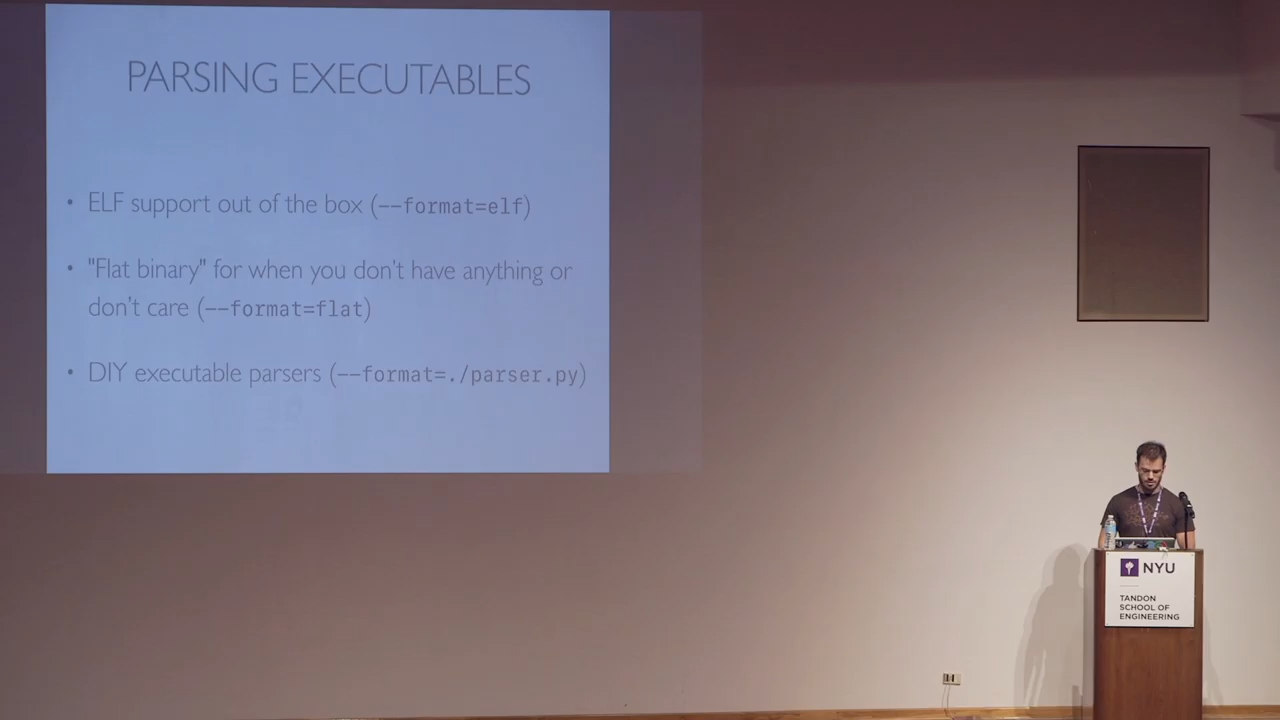 PARSING EXECUTABLES
• ELF support out of the box (--format=elf)
• "Flat binary" for when you don't have anything or
don't care (--format=flat)
• DIY executable parsers (--format=./parser.py)
NYU
TANDON
SCHOOL OF
ENGINEERING